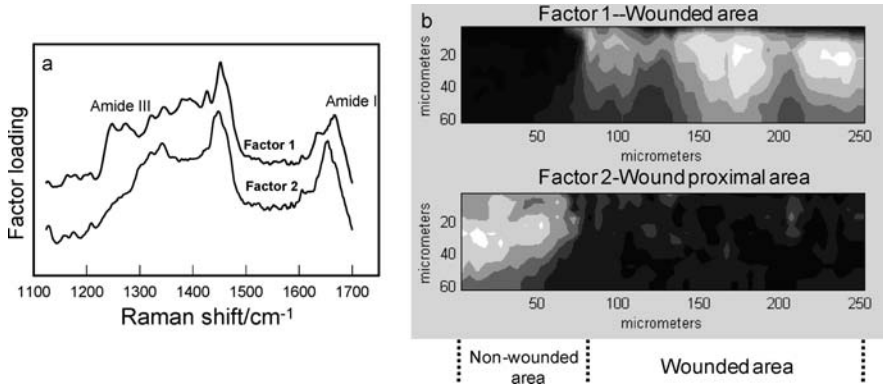 a
Amide III
Amide I
Factor 1
Factor 2
Factor loading
1100 1200 1300 1400 1500 1600 1700
Raman shift/cm⁻¹
b
Factor 1--Wounded area
micrometers
20
40
60
50 100 150 200 250
micrometers
Factor 2-Wound proximal area
micrometers
20
40
60
50 100 150 200 250
micrometers
Non-wounded
area
Wounded area